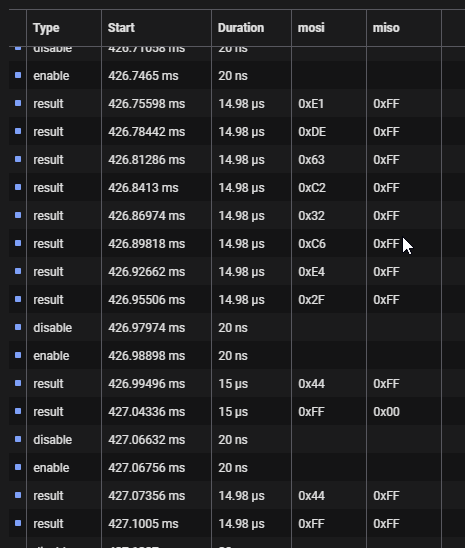 Type Start Duration mosi miso
disable 426.71058 ms 20 ns
enable 426.7465 ms 20 ns
result 426.75598 ms 14.98 µs 0xE1 0xFF
result 426.78442 ms 14.98 µs 0xDE 0xFF
result 426.81286 ms 14.98 µs 0x63 0xFF
result 426.8413 ms 14.98 µs 0xC2 0xFF
result 426.86974 ms 14.98 µs 0x32 0xFF
result 426.89818 ms 14.98 µs 0xC6 0xFF
result 426.92662 ms 14.98 µs 0xE4 0xFF
result 426.95506 ms 14.98 µs 0x2F 0xFF
disable 426.97974 ms 20 ns
enable 426.98898 ms 20 ns
result 426.99496 ms 15 µs 0x44 0xFF
result 427.04336 ms 15 µs 0xFF 0x00
disable 427.06632 ms 20 ns
enable 427.06756 ms 20 ns
result 427.07356 ms 14.98 µs 0x44 0xFF
result 427.1005 ms 14.98 µs 0xFF 0xFF